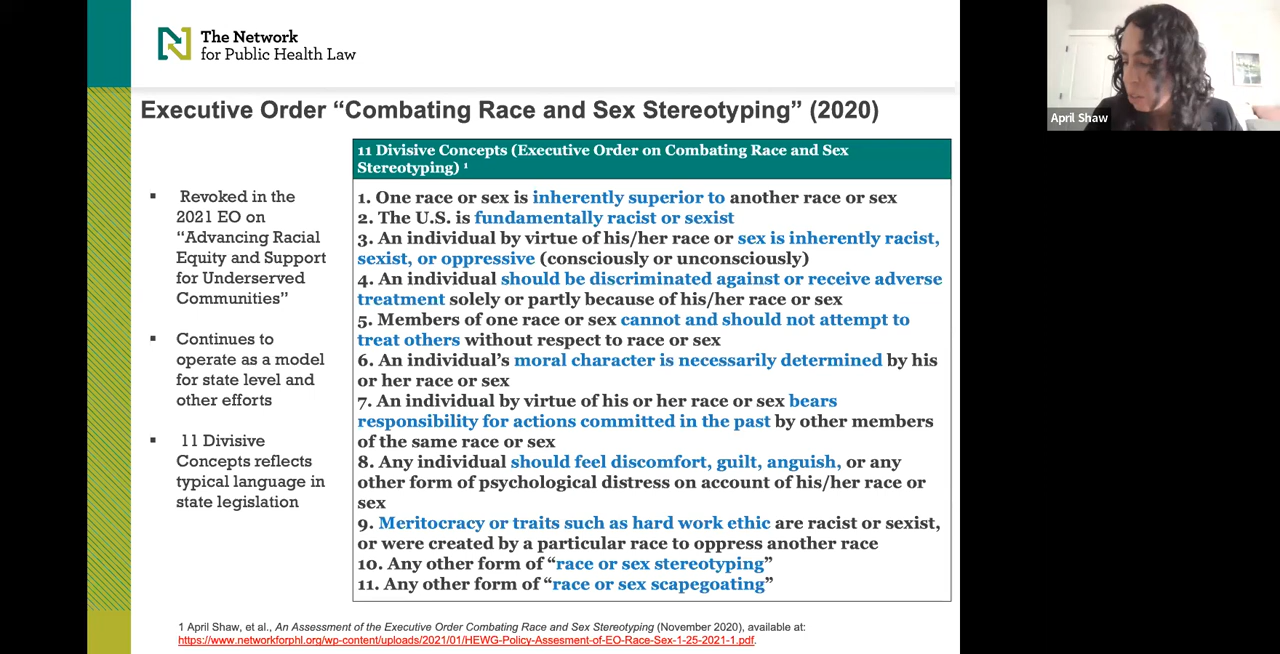 The Network
for Public Health Law
April Shaw
Executive Order “Combating Race and Sex Stereotyping” (2020)
▪ Revoked in the
2021 EO on
“Advancing Racial
Equity and Support
for Underserved
Communities”
▪ Continues to
operate as a model
for state level and
other efforts
▪ 11 Divisive
Concepts reflects
typical language in
state legislation
11 Divisive Concepts (Executive Order on Combating Race and Sex
Stereotyping) ¹
1. One race or sex is inherently superior to another race or sex
2. The U.S. is fundamentally racist or sexist
3. An individual by virtue of his/her race or sex is inherently racist,
sexist, or oppressive (consciously or unconsciously)
4. An individual should be discriminated against or receive adverse
treatment solely or partly because of his/her race or sex
5. Members of one race or sex cannot and should not attempt to
treat others without respect to race or sex
6. An individual’s moral character is necessarily determined by his
or her race or sex
7. An individual by virtue of his or her race or sex bears
responsibility for actions committed in the past by other members
of the same race or sex
8. Any individual should feel discomfort, guilt, anguish, or any
other form of psychological distress on account of his/her race or
sex
9. Meritocracy or traits such as hard work ethic are racist or sexist,
or were created by a particular race to oppress another race
10. Any other form of “race or sex stereotyping”
11. Any other form of “race or sex scapegoating”
1 April Shaw, et al., An Assessment of the Executive Order Combating Race and Sex Stereotyping (November 2020), available at:
https://www.networkforphl.org/wp-content/uploads/2021/01/HEWG-Policy-Assesment-of-EO-Race-Sex-1-25-2021-1.pdf.